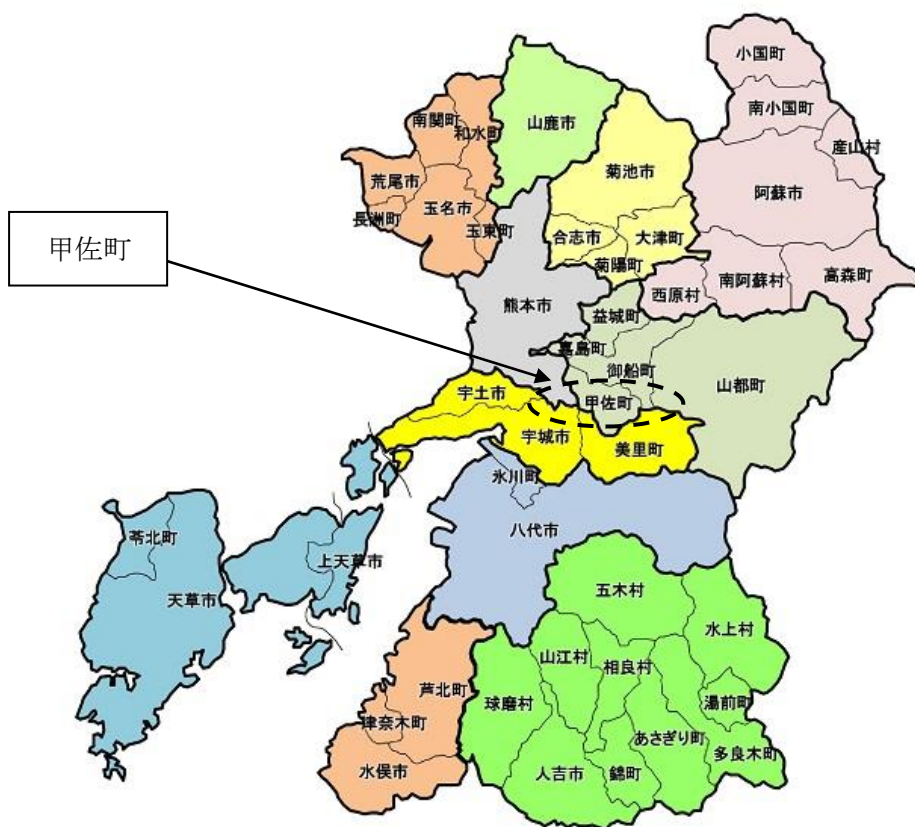 小国町
南小国町
産山村
阿蘇市
南関町
和水町
山鹿市
菊池市
荒尾市
玉名市
長洲町
玉東町
合志市
大津町
菊陽町
甲佐町
西原村
南阿蘇村
高森町
熊本市
益城町
嘉島町
御船町
山都町
甲佐町
宇土市
宇城市
美里町
氷川町
八代市
苓北町
上天草市
天草市
五木村
水上村
山江村
相良村
芦北町
球磨村
湯前町
津奈木町
あさぎり町
多良木町
水俣市
人吉市
錦町